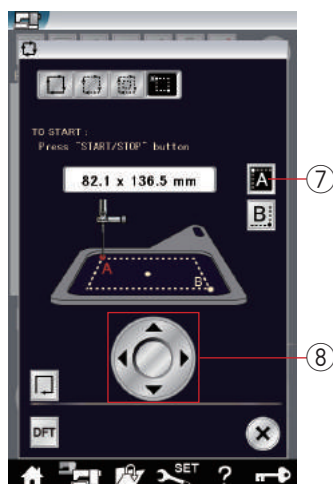 TO START :
Press "START/STOP" button
82.1 x 136.5 mm
A
⑦
B
A
B
⑧
DFT
SET
?